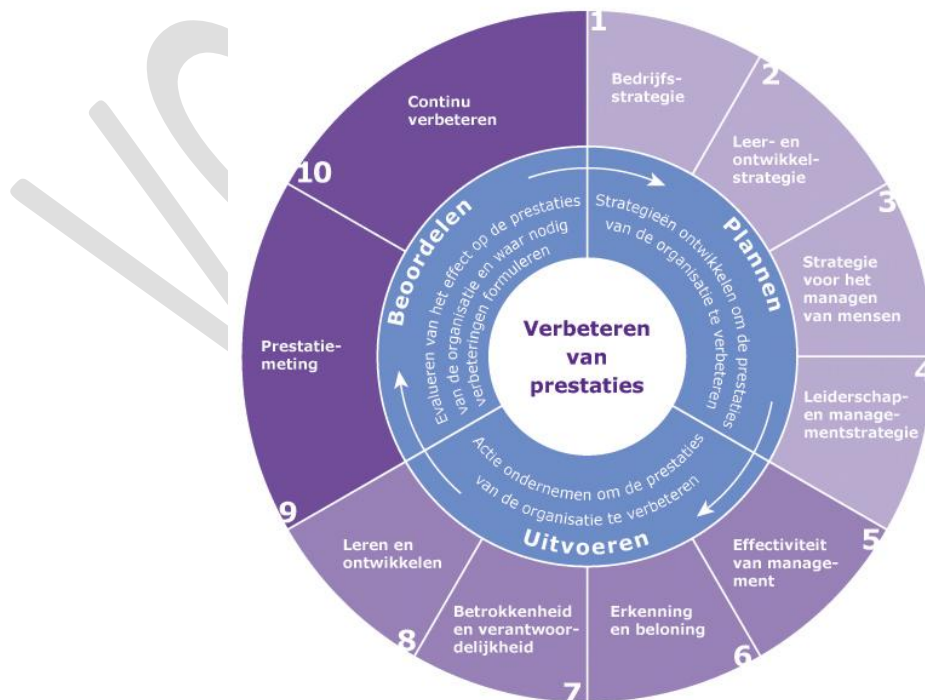 1
Bedrijfs-
strategie
2
Leer- en
ontwikkel-
strategie
3
Strategie
voor het
managen
van mensen
4
Leiderschap-
en manage-
mentstrategie
5
Effectiviteit
van manage-
ment
6
Erkenning
en beloning
7
Betrokkenheid
en verantwoor-
delijkheid
8
Leren en
ontwikkelen
9
Prestatie-
meting
10
Continu
verbeteren
Plannen
Strategieën ontwikkelen om de prestaties
van de organisatie te verbeteren
Uitvoeren
Actie ondernemen om de prestaties
van de organisatie te verbeteren
Beoordelen
Evalueren van het effect op de prestaties
van de organisatie en waar nodig
verbeteringen formuleren
Verbeteren
van
prestaties